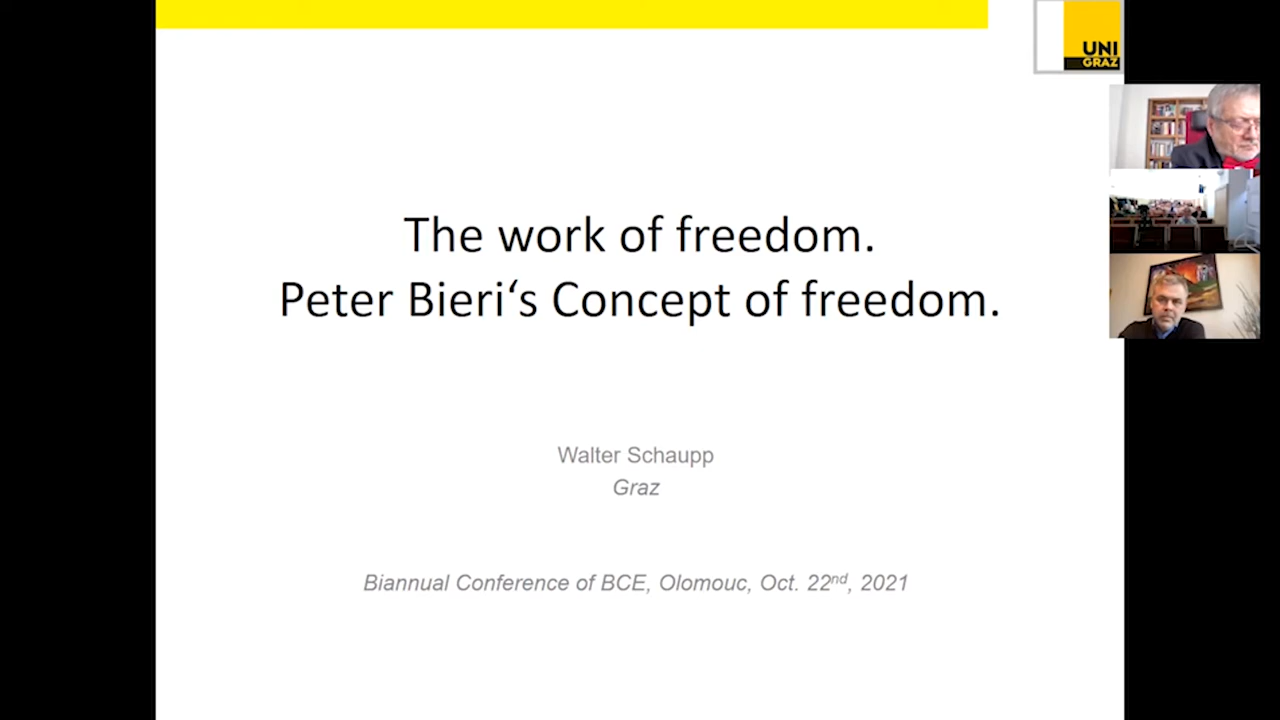 UNI
GRAZ
The work of freedom.
Peter Bieri‘s Concept of freedom.
Walter Schaupp
Graz
Biannual Conference of BCE, Olomouc, Oct. 22nd, 2021